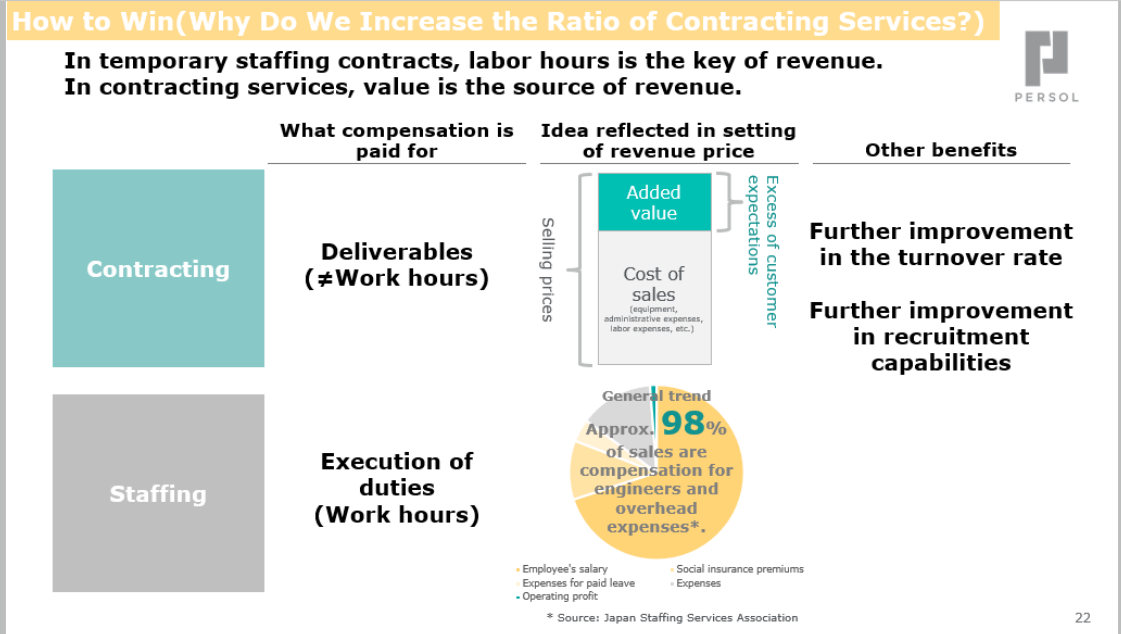 How to Win(Why Do We Increase the Ratio of Contracting Services?)
In temporary staffing contracts, labor hours is the key of revenue.
In contracting services, value is the source of revenue.
PERSOL
What compensation is
paid for
Idea reflected in setting
of revenue price
Other benefits
Contracting
Deliverables
(≠Work hours)
Selling prices
Added
value
Cost of
sales
(equipment,
administrative expenses,
labor expenses, etc.)
Excess of customer
expectations
Further improvement
in the turnover rate
Further improvement
in recruitment
capabilities
Staffing
Execution of
duties
(Work hours)
General trend
Approx. 98%
of sales are
compensation for
engineers and
overhead
expenses*.
Employee's salary
Social insurance premiums
Expenses for paid leave
Expenses
Operating profit
* Source: Japan Staffing Services Association
22